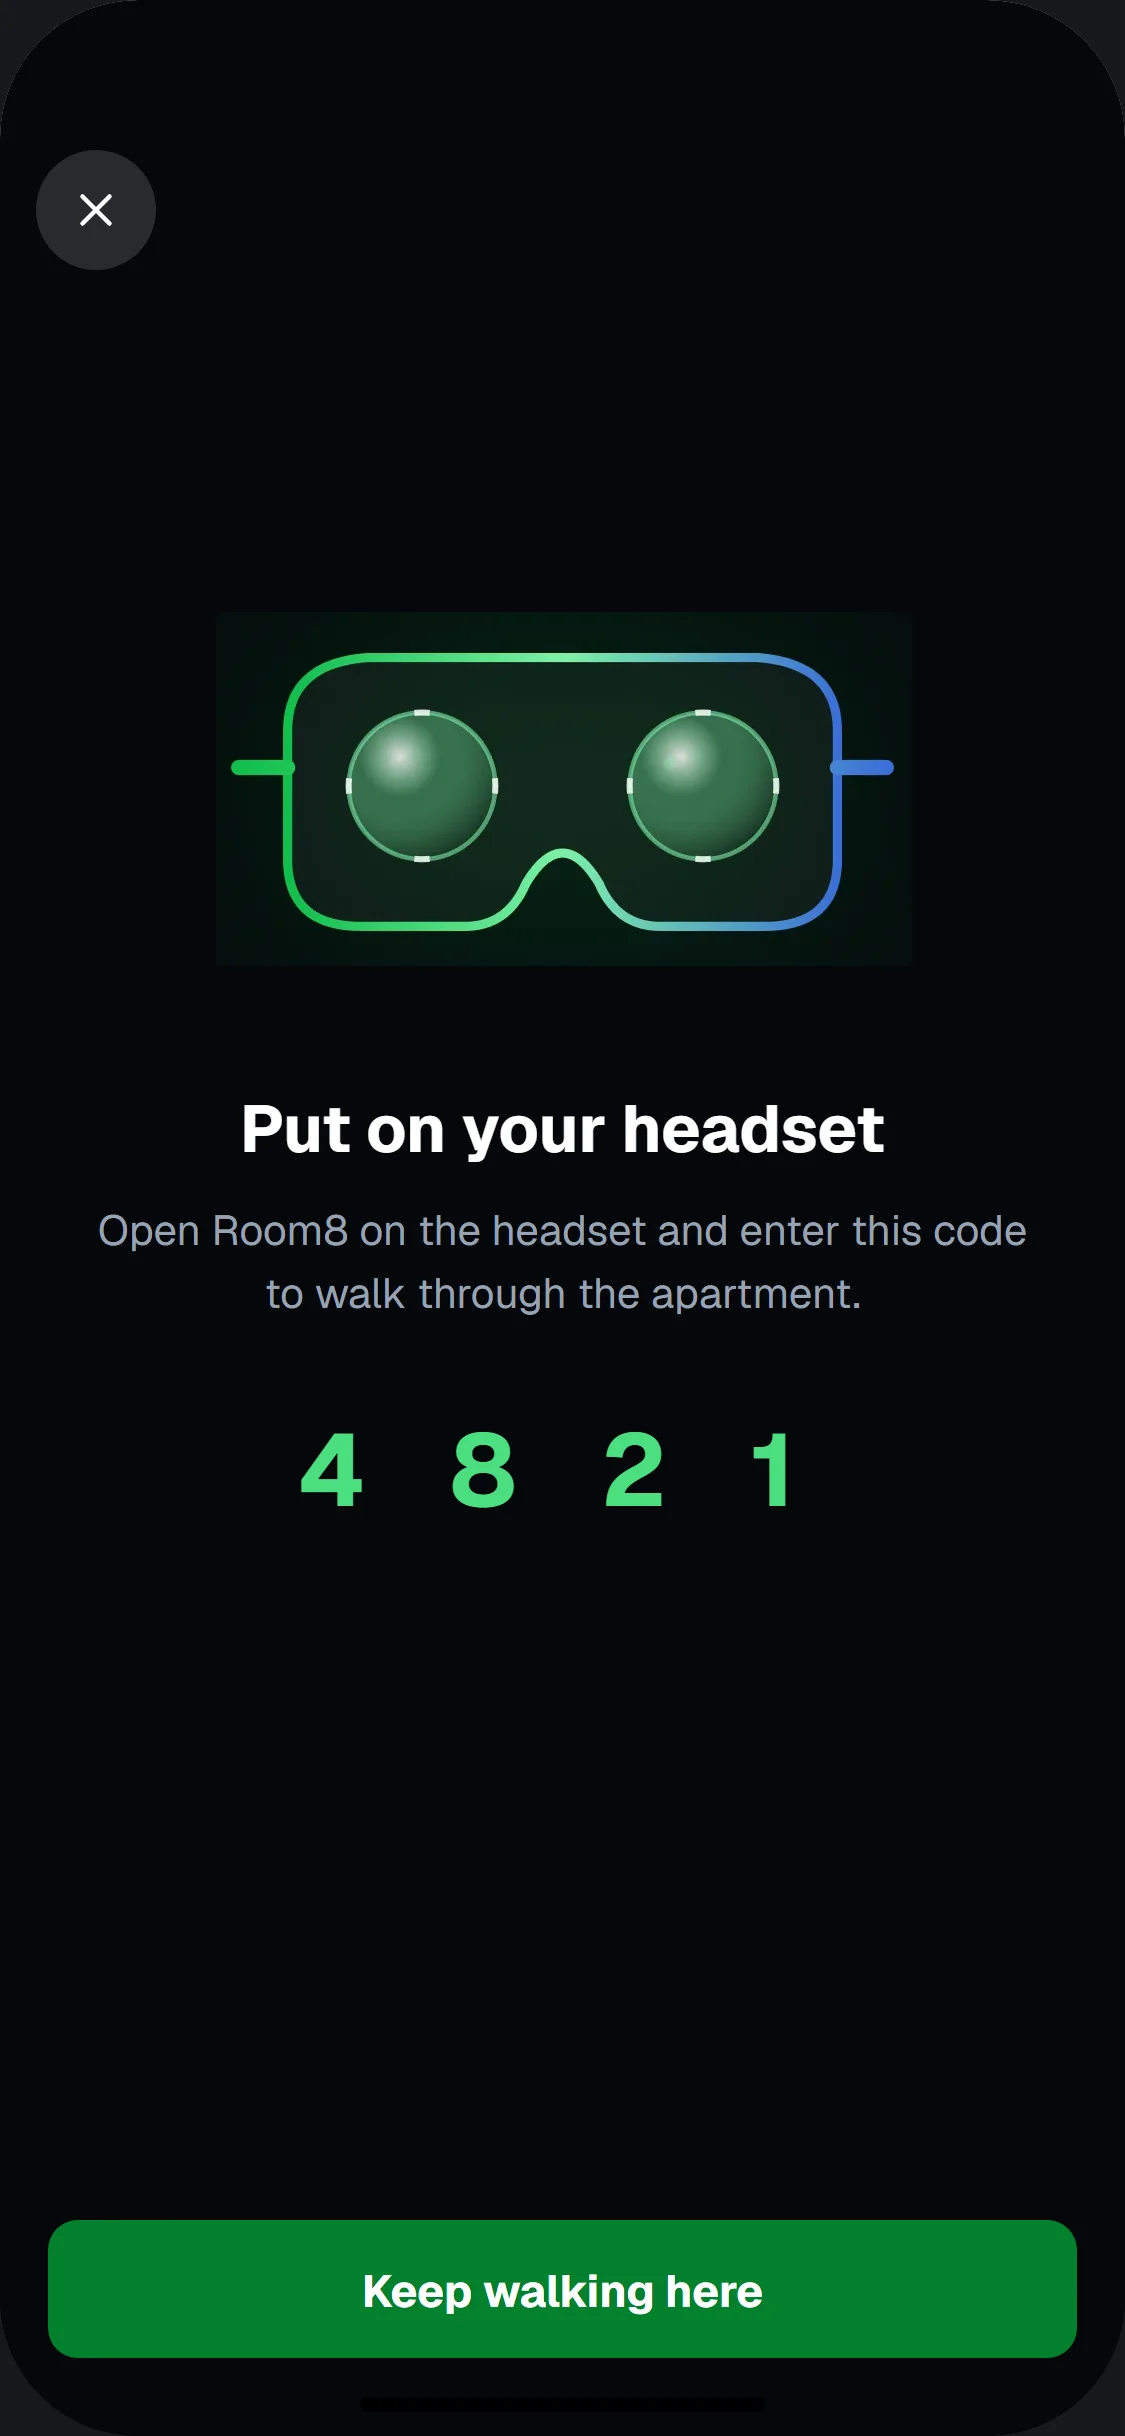 Put on your headset
Open Room8 on the headset and enter this code
to walk through the apartment.
4 8 2 1
Keep walking here